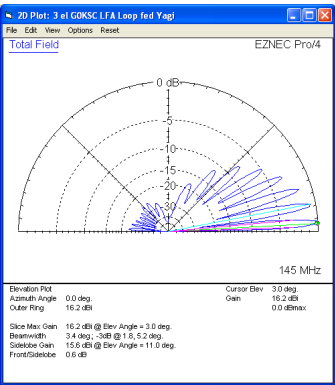 2D Plot: 3 el G0KSC LFA Loop fed Yagi
File Edit View Options Reset
Total Field
EZNEC Pro/4
0 dB
-5
-10
-15
-20
-30
145 MHz
Elevation Plot
Cursor Elev 3.0 deg.
Azimuth Angle 0.0 deg.
Gain 16.2 dBi
Outer Ring 16.2 dBi
0.0 dBmax
Slice Max Gain 16.2 dBi @ Elev Angle = 3.0 deg.
Beamwidth 3.4 deg.; -3dB @ 1.8, 5.2 deg.
Sidelobe Gain 15.6 dBi @ Elev Angle = 11.0 deg.
Front/Sidelobe 0.6 dB